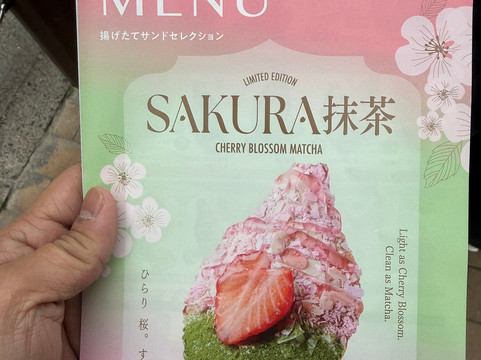 MENU
揚げたてサンドセレクション
LIMITED EDITION
SAKURA抹茶
CHERRY BLOSSOM MATCHA
Light as Cherry Blossom,
Clean as Matcha.
ひらり 桜。す